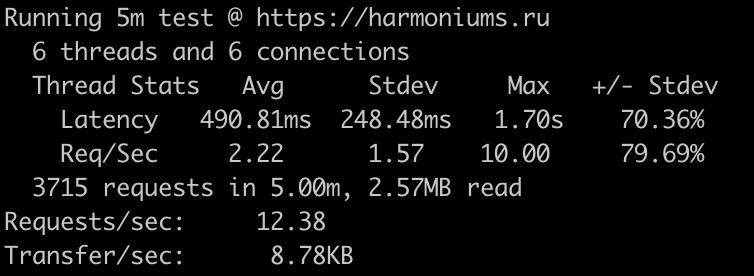 Running 5m test @ https://harmoniums.ru
  6 threads and 6 connections
  Thread Stats   Avg      Stdev     Max   +/- Stdev
    Latency   490.81ms  248.48ms   1.70s    70.36%
    Req/Sec     2.22      1.57    10.00     79.69%
  3715 requests in 5.00m, 2.57MB read
Requests/sec:     12.38
Transfer/sec:      8.78KB